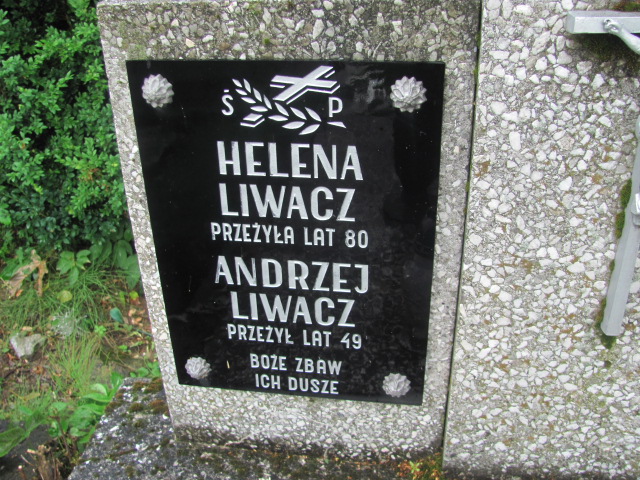 Ś P
HELENA
LIWACZ
PRZEŻYŁA LAT 80
ANDRZEJ
LIWACZ
PRZEŻYŁ LAT 49
BOŻE ZBAW
ICH DUSZE